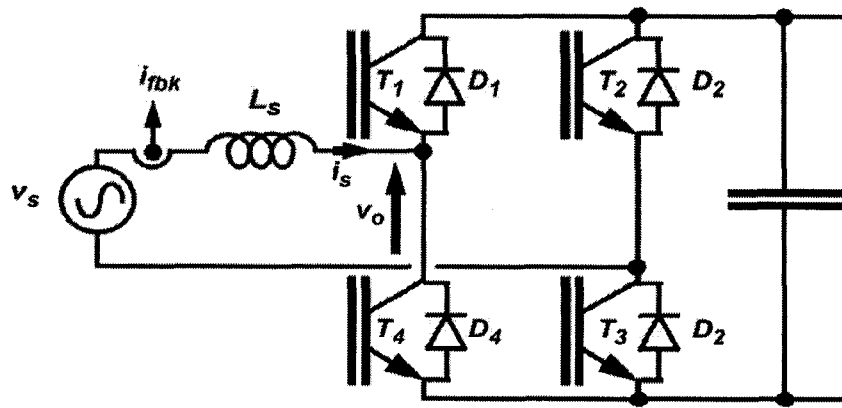 i_fbk
L_s
T_1
D_1
T_2
D_2
v_s
i_s
v_o
T_4
D_4
T_3
D_2